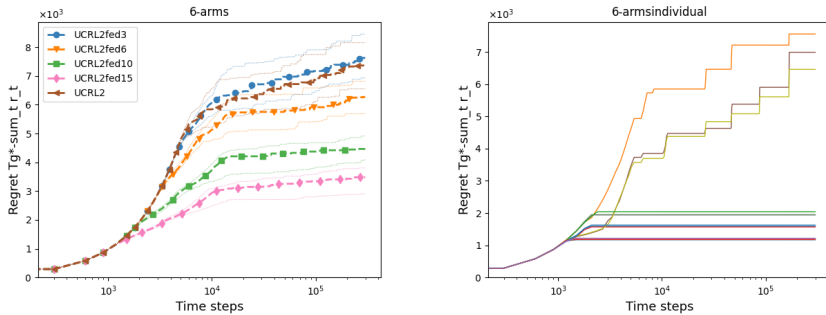 6-arms
×10³
8
7
6
5
4
3
2
1
0
Regret Tg*-sum_t r_t
UCRL2fed3
UCRL2fed6
UCRL2fed10
UCRL2fed15
UCRL2
10³
10⁴
10⁵
Time steps
6-armsindividual
×10³
7
6
5
4
3
2
1
0
Regret Tg*-sum_t r_t
10³
10⁴
10⁵
Time steps